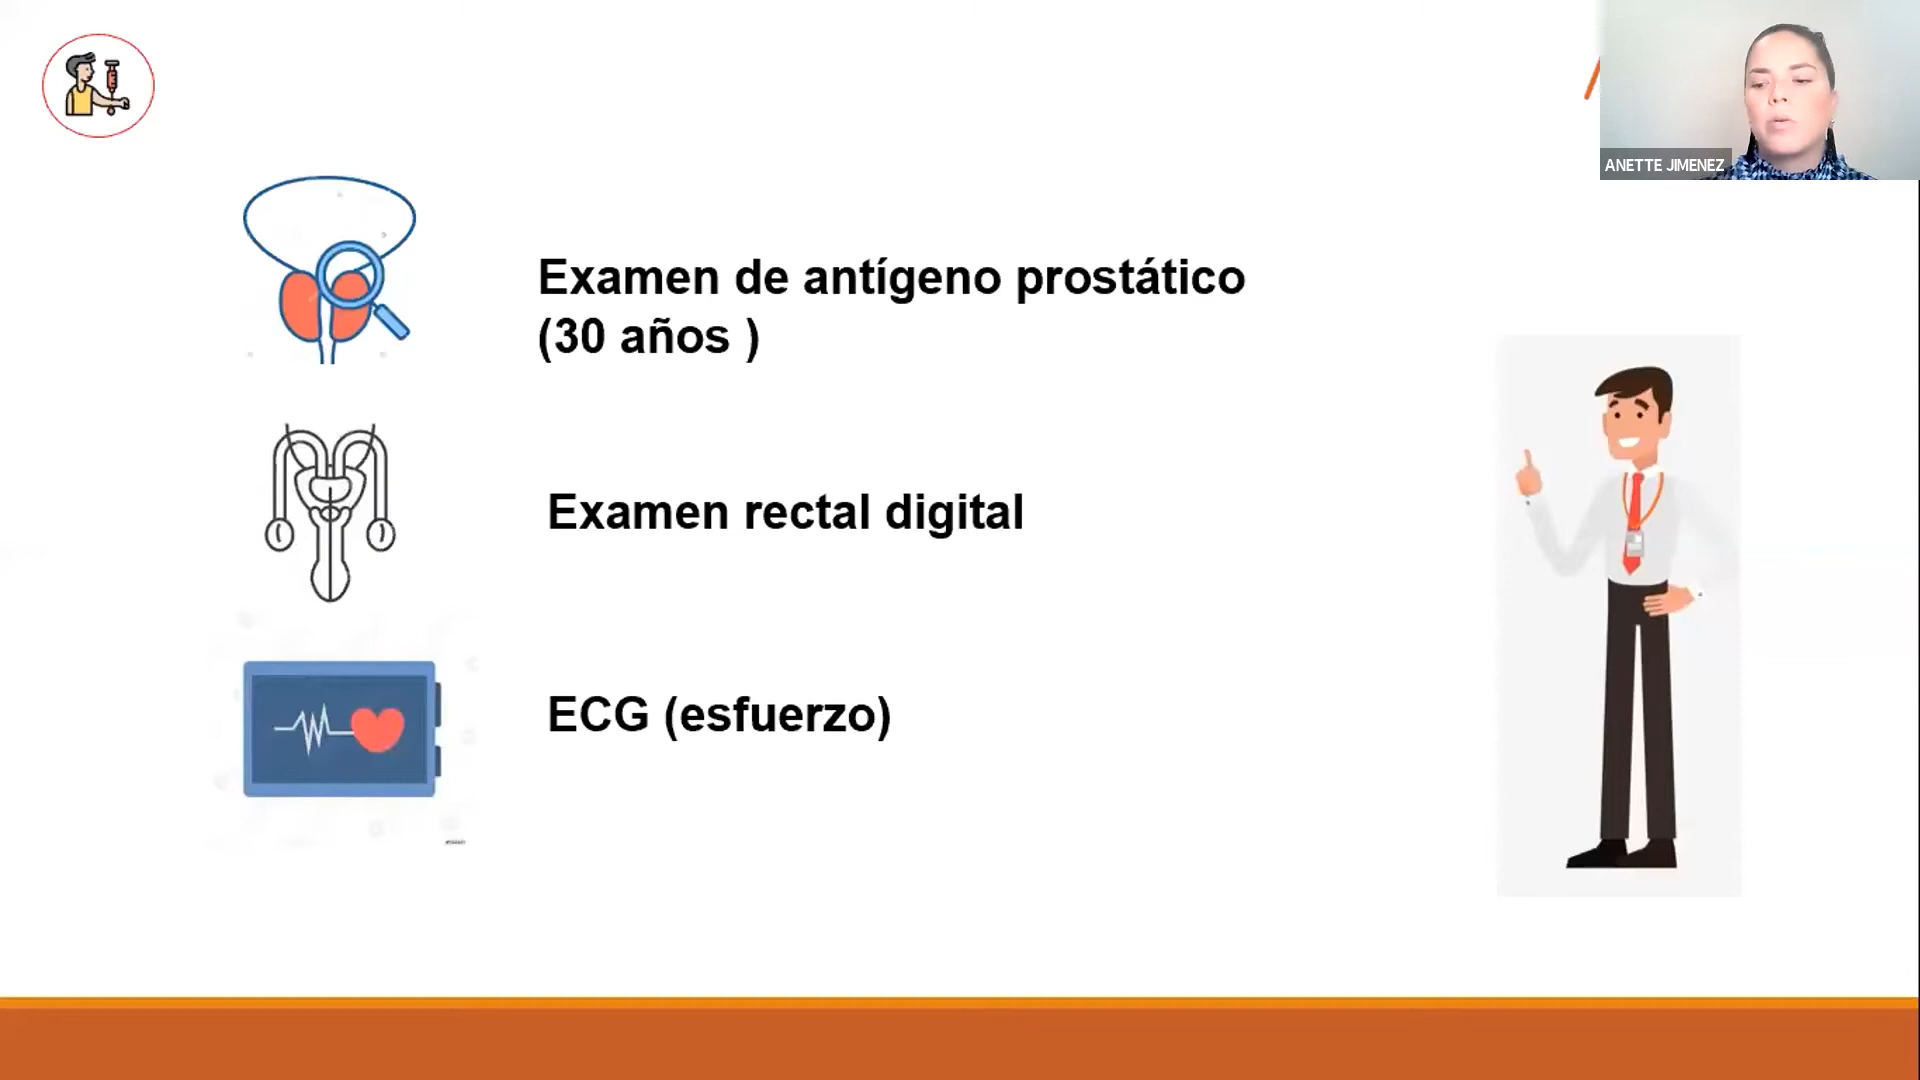 ANETTE JIMENEZ
Examen de antígeno prostático
(30 años )
Examen rectal digital
ECG (esfuerzo)